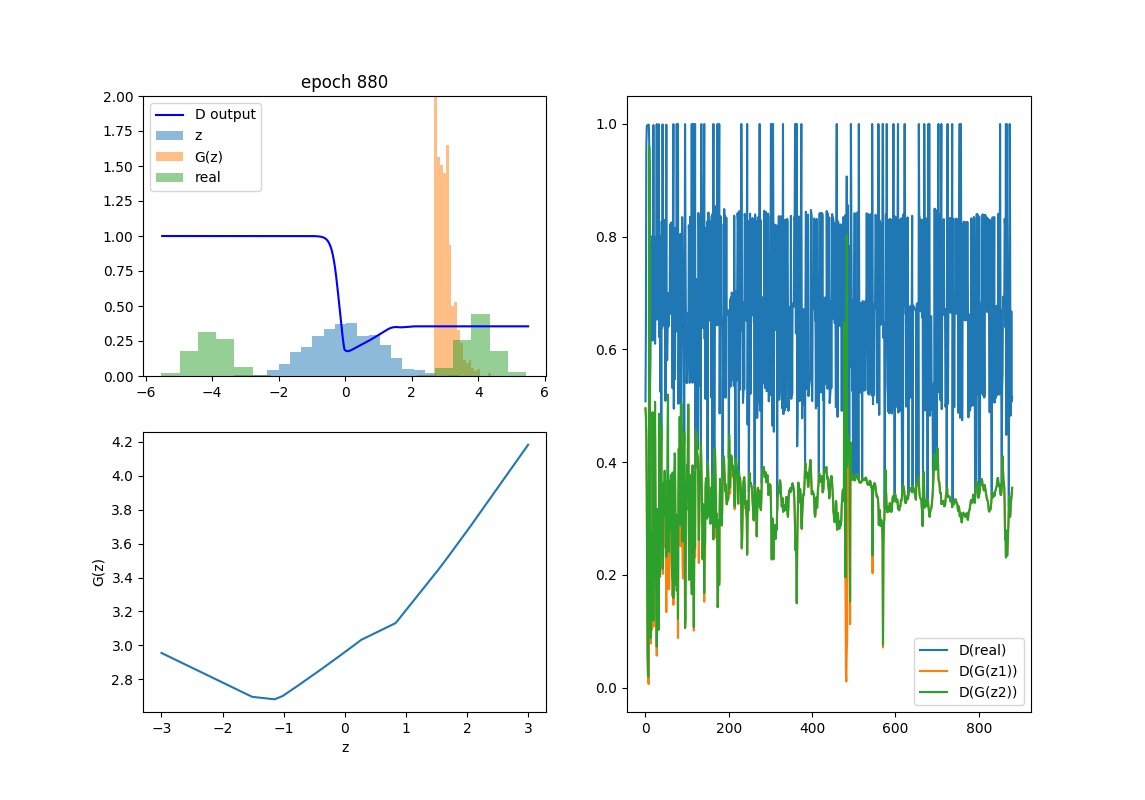 epoch 880
2.00
1.75
1.50
1.25
1.00
0.75
0.50
0.25
0.00
D output
z
G(z)
real
−6 −4 −2 0 2 4 6
4.2
4.0
3.8
3.6
3.4
3.2
3.0
2.8
G(z)
−3 −2 −1 0 1 2 3
z
1.0
0.8
0.6
0.4
0.2
0.0
D(real)
D(G(z1))
D(G(z2))
0 200 400 600 800